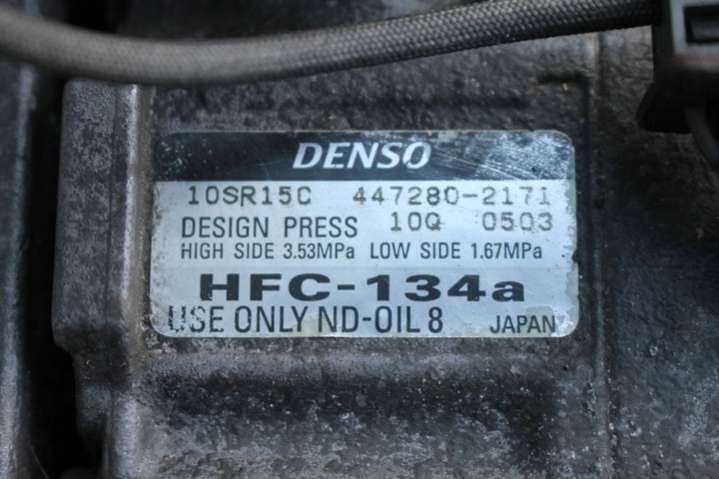 DENSO
10SR15C 447280-2171
DESIGN PRESS 10Q 0503
HIGH SIDE 3.53MPa LOW SIDE 1.67MPa
HFC-134a
USE ONLY ND-OIL 8 JAPAN